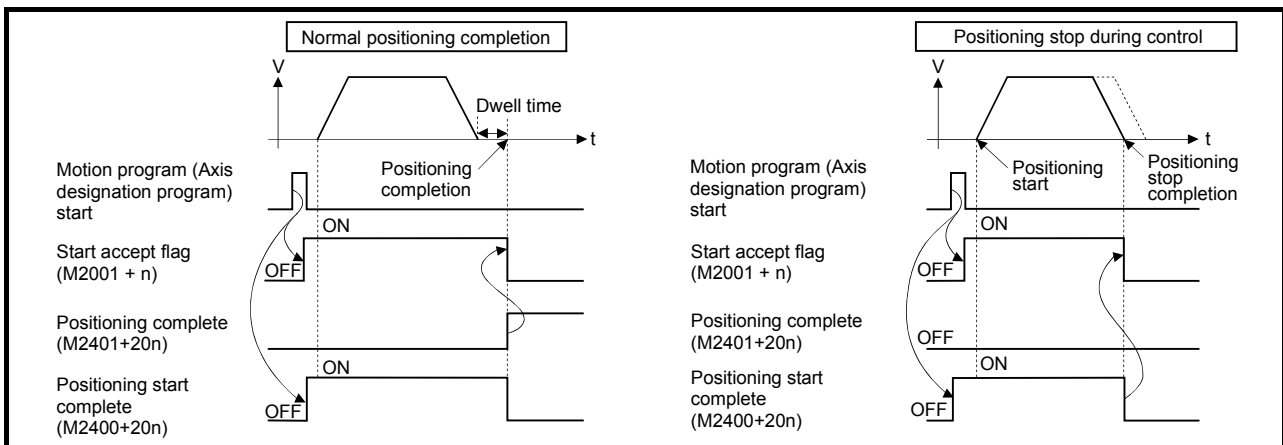 Normal positioning completion
V
Dwell time
t
Positioning
completion
Motion program (Axis
designation program)
start
ON
Start accept flag
(M2001 + n)
OFF
Positioning complete
(M2401+20n)
ON
Positioning start
complete
(M2400+20n)
OFF
Positioning stop during control
V
t
Positioning
start
Positioning
stop
completion
Motion program (Axis
designation program)
start
ON
Start accept flag
(M2001 + n)
OFF
Positioning complete
(M2401+20n)
OFF
ON
Positioning start
complete
(M2400+20n)
OFF